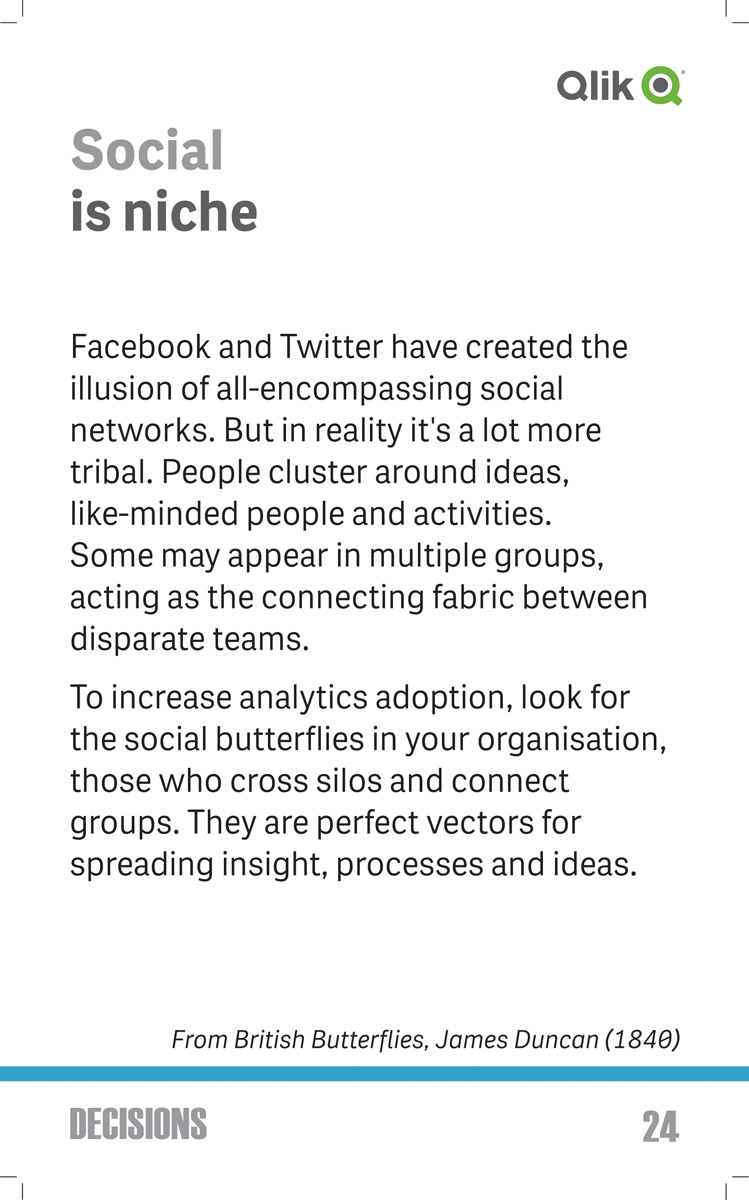 Qlik
Social
is niche
Facebook and Twitter have created the
illusion of all-encompassing social
networks. But in reality it's a lot more
tribal. People cluster around ideas,
like-minded people and activities.
Some may appear in multiple groups,
acting as the connecting fabric between
disparate teams.
To increase analytics adoption, look for
the social butterflies in your organisation,
those who cross silos and connect
groups. They are perfect vectors for
spreading insight, processes and ideas.
From British Butterflies, James Duncan (1840)
DECISIONS 24